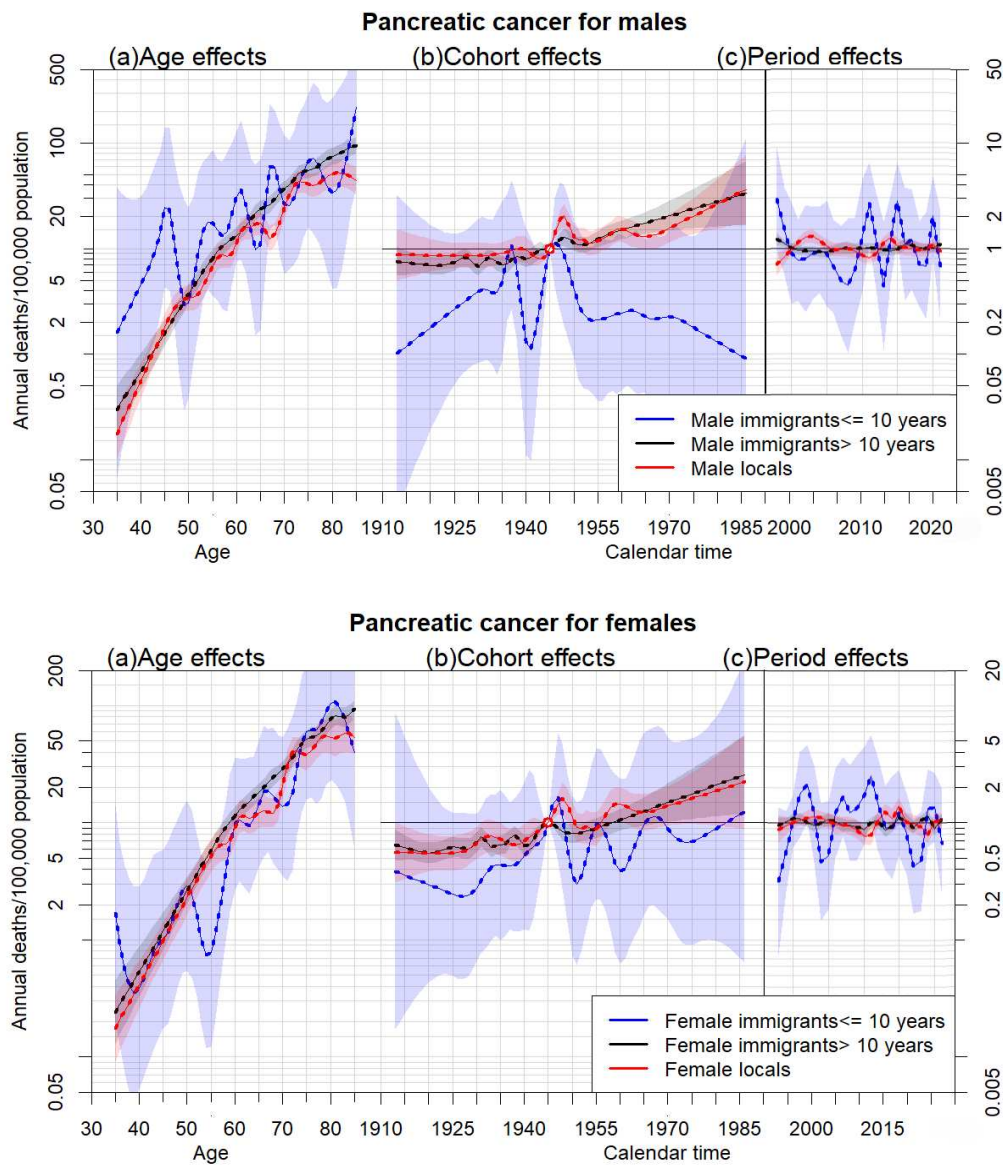 Pancreatic cancer for males
(a)Age effects (b)Cohort effects (c)Period effects
Annual deaths/100,000 population
500
100
20
5
2
0.5
0.05
50
10
2
1
0.2
0.05
0.005
Male immigrants<= 10 years
Male immigrants> 10 years
Male locals
30 40 50 60 70 80 1910 1925 1940 1955 1970 1985 2000 2010 2020
Age Calendar time
Pancreatic cancer for females
(a)Age effects (b)Cohort effects (c)Period effects
Annual deaths/100,000 population
200
50
20
5
2
0.05
20
5
2
1
0.5
0.2
0.005
Female immigrants<= 10 years
Female immigrants> 10 years
Female locals
30 40 50 60 70 80 1910 1925 1940 1955 1970 1985 2000 2015
Age Calendar time